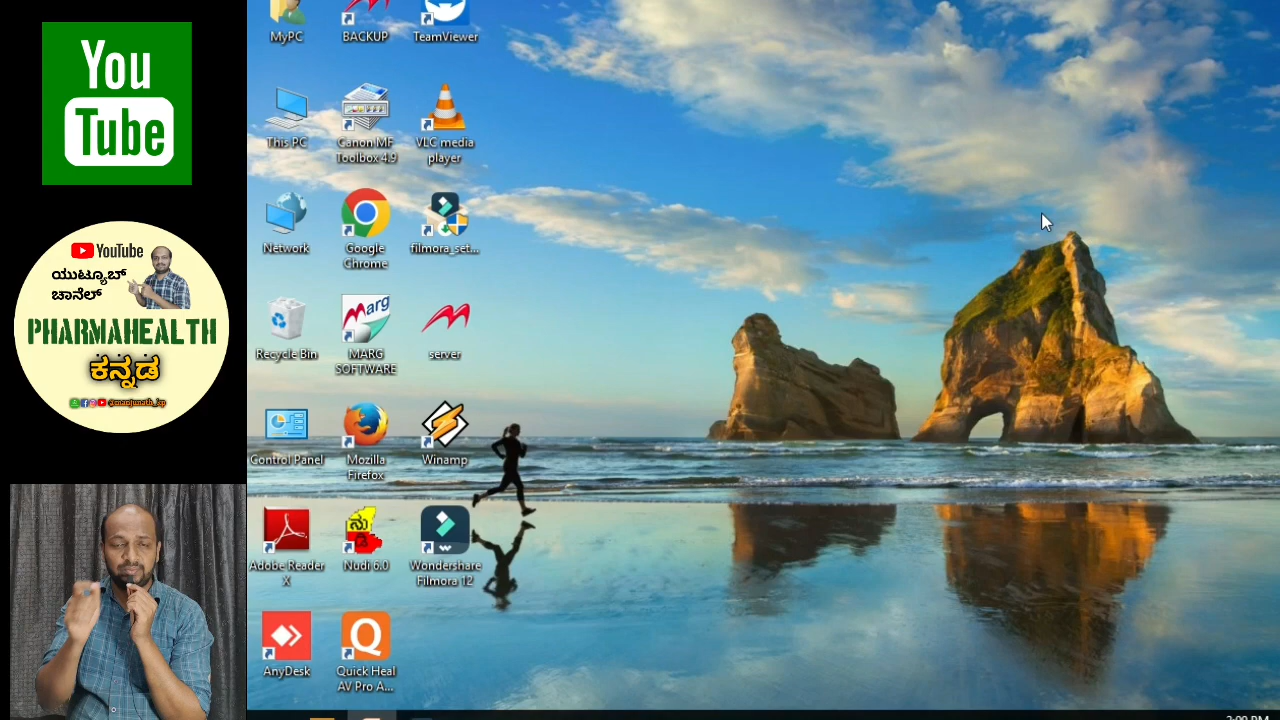 You
Tube
YouTube
ಯುಟ್ಯೂಬ್
ಚಾನೆಲ್
PHARMAHEALTH
ಕನ್ನಡ
@manjunath_kp
MyPC
BACKUP
TeamViewer
This PC
Canon MF
Toolbox 4.9
VLC media
player
Network
Google
Chrome
filmora_set...
Recycle Bin
Marg
MARG
SOFTWARE
server
Control Panel
Mozilla
Firefox
Winamp
Adobe Reader
X
ನುಡಿ
Nudi 6.0
Wondershare
Filmora 12
AnyDesk
Quick Heal
AV Pro A...